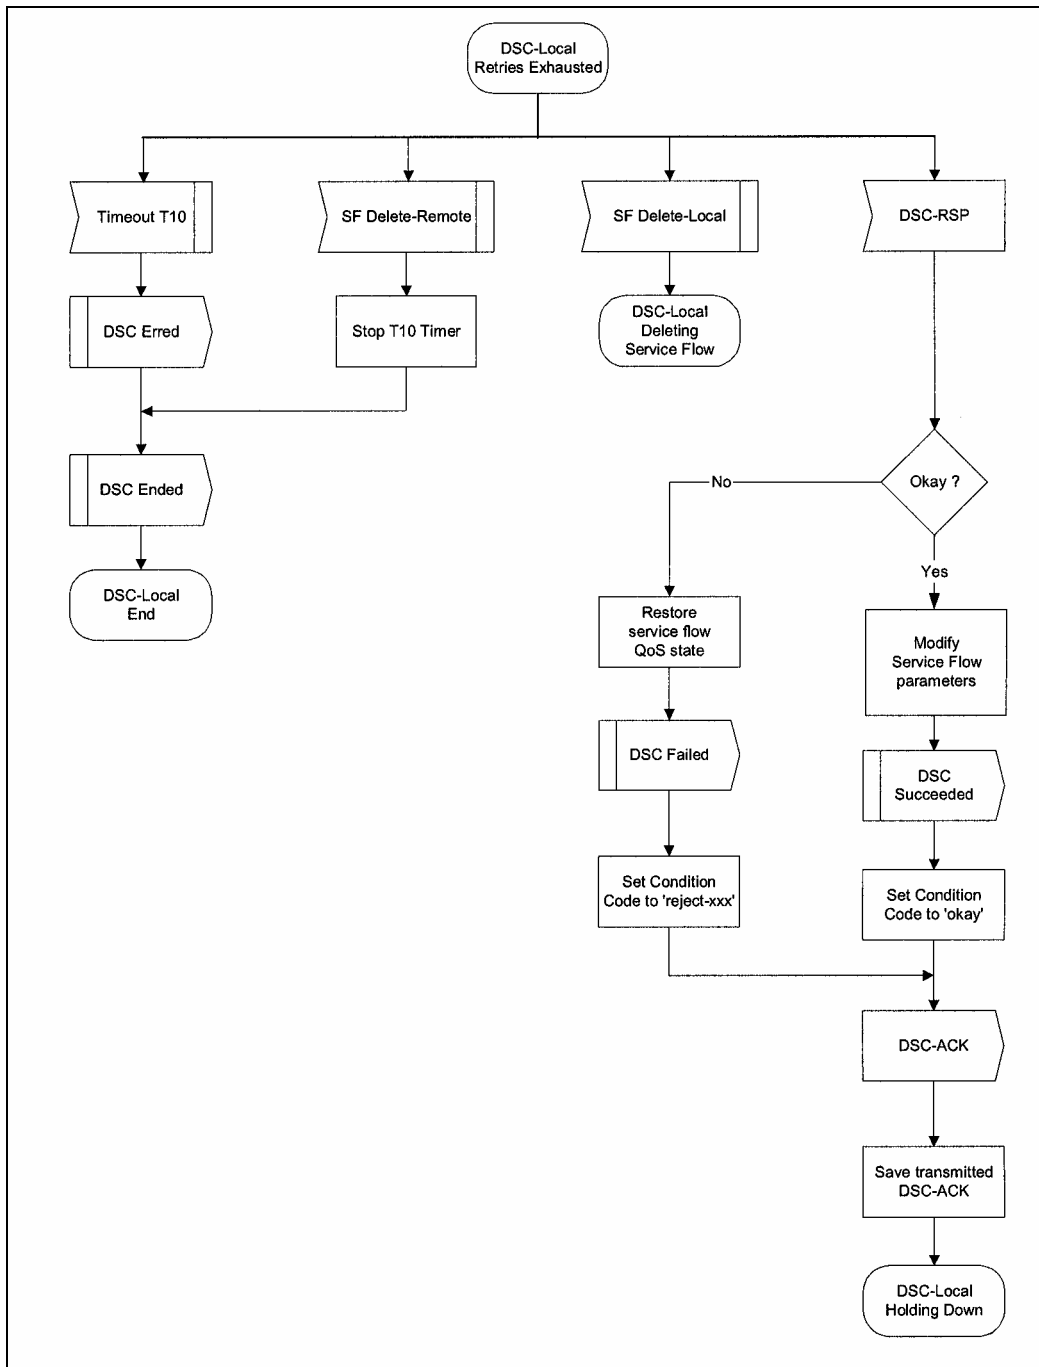 DSC-Local
Retries Exhausted
Timeout T10
SF Delete-Remote
SF Delete-Local
DSC-RSP
DSC Erred
Stop T10 Timer
DSC-Local
Deleting
Service Flow
DSC Ended
No
Okay ?
Yes
DSC-Local
End
Restore
service flow
QoS state
Modify
Service Flow
parameters
DSC Failed
DSC
Succeeded
Set Condition
Code to 'reject-xxx'
Set Condition
Code to 'okay'
DSC-ACK
Save transmitted
DSC-ACK
DSC-Local
Holding Down